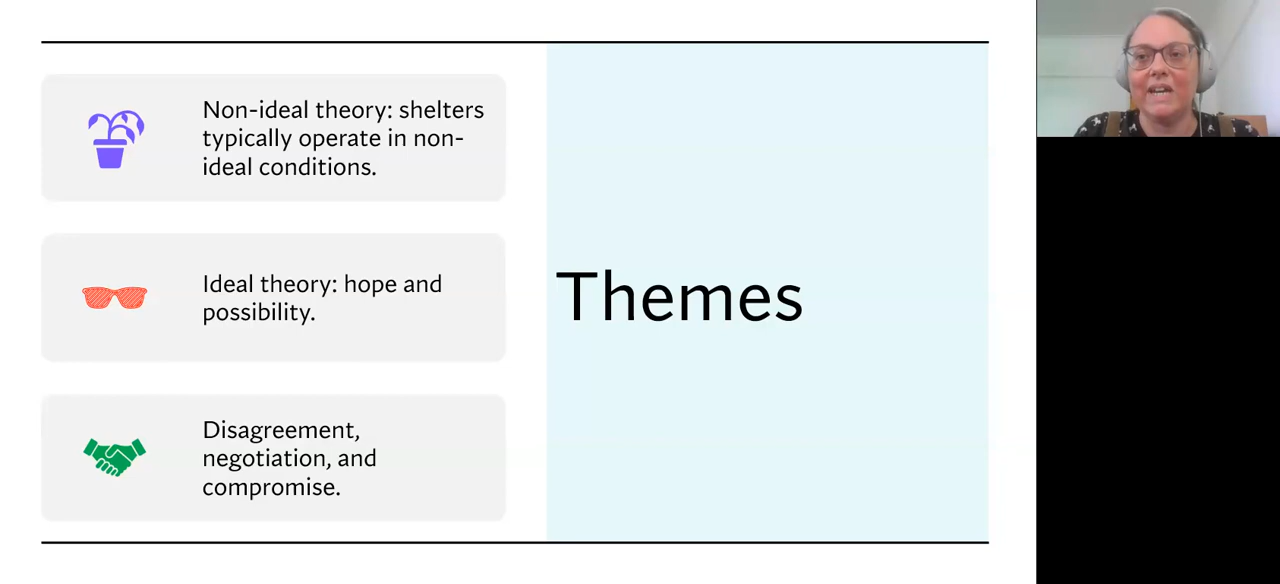 Non-ideal theory: shelters
typically operate in non-
ideal conditions.
Ideal theory: hope and
possibility.
Disagreement,
negotiation, and
compromise.
Themes